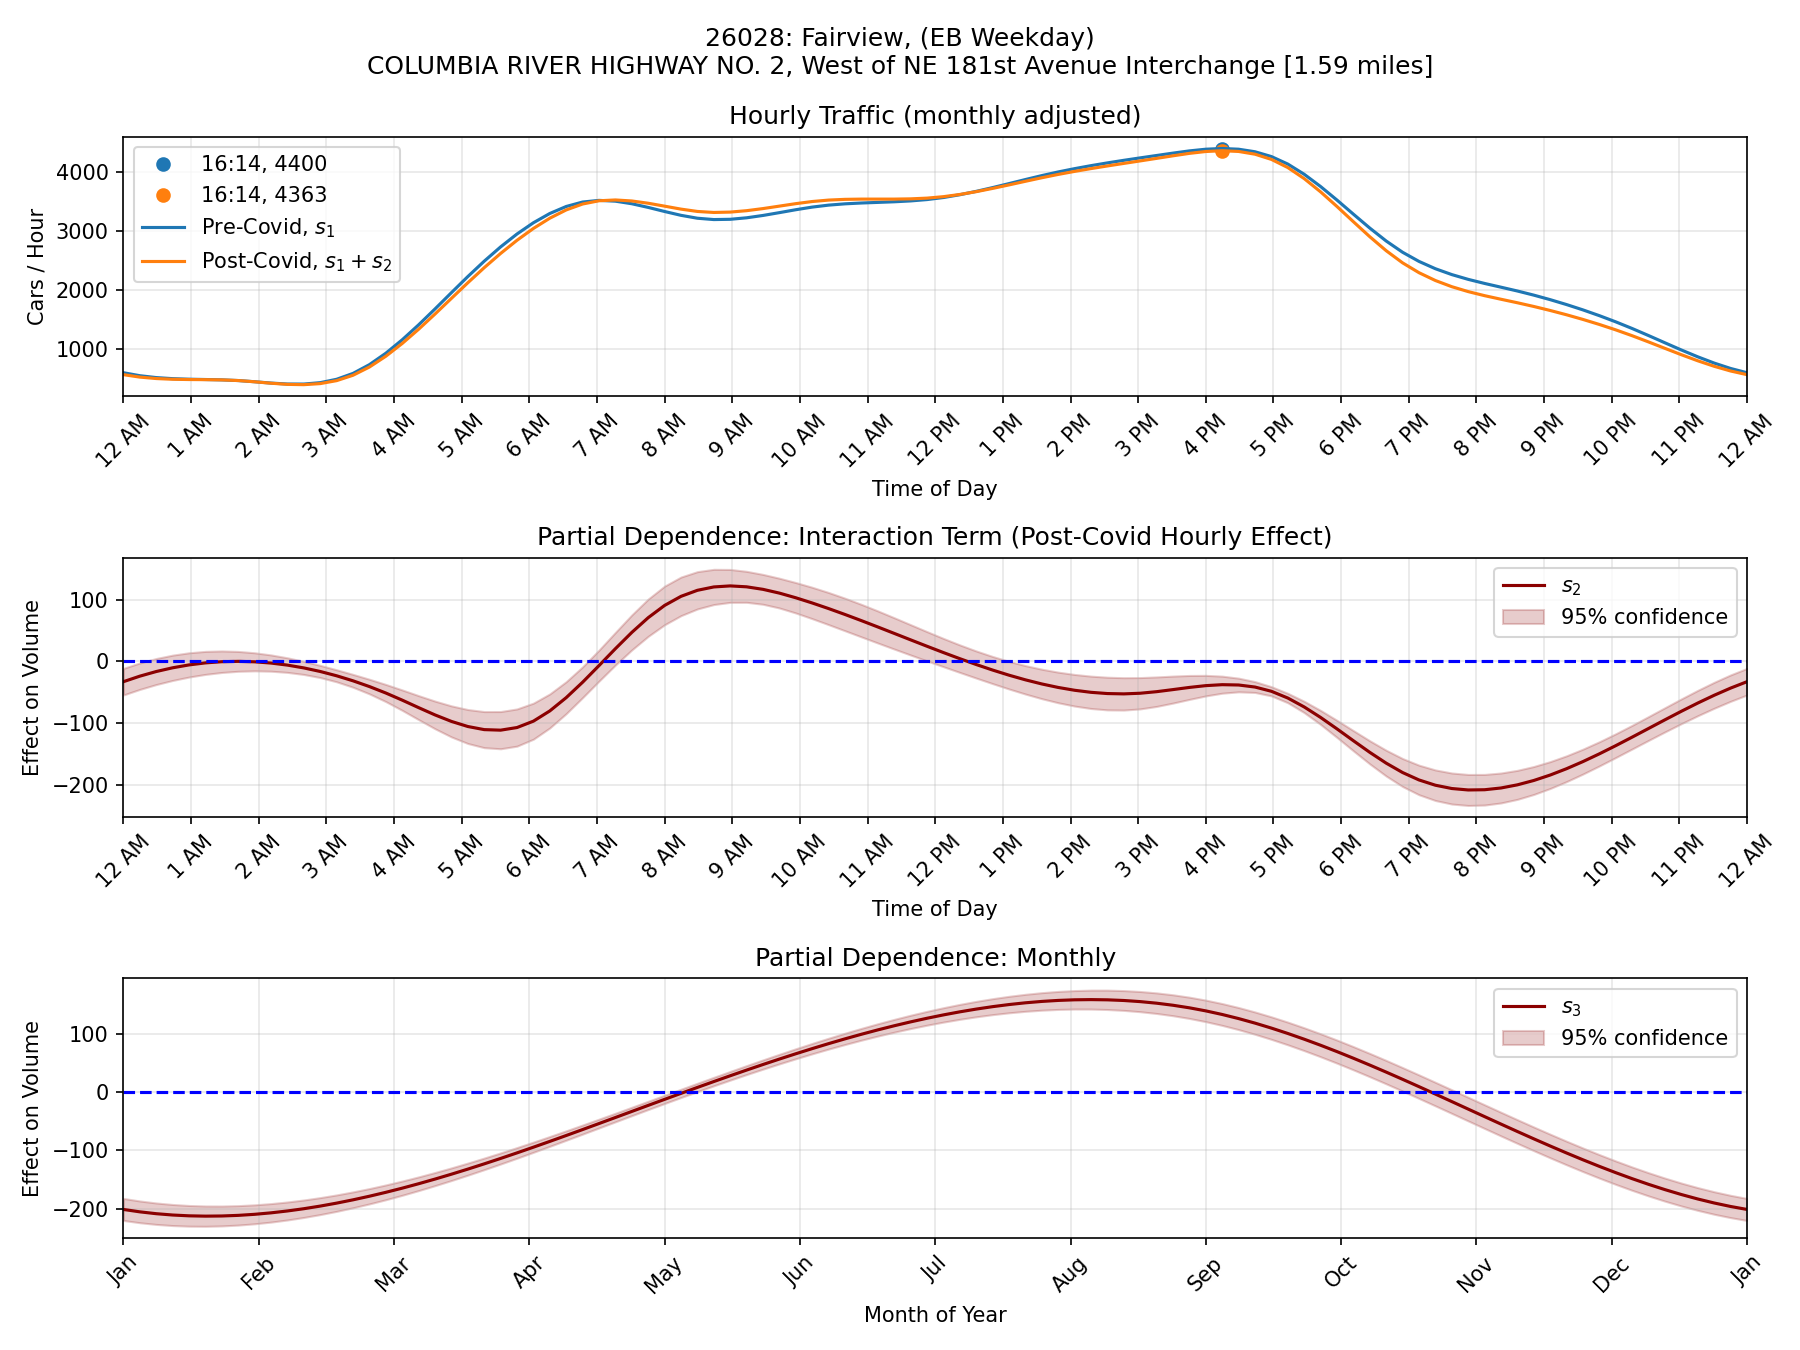 26028: Fairview, (EB Weekday)
COLUMBIA RIVER HIGHWAY NO. 2, West of NE 181st Avenue Interchange [1.59 miles]
Hourly Traffic (monthly adjusted)
16:14, 4400
16:14, 4363
Pre-Covid, s₁
Post-Covid, s₁ + s₂
Cars / Hour
4000
3000
2000
1000
12 AM 1 AM 2 AM 3 AM 4 AM 5 AM 6 AM 7 AM 8 AM 9 AM 10 AM 11 AM 12 PM 1 PM 2 PM 3 PM 4 PM 5 PM 6 PM 7 PM 8 PM 9 PM 10 PM 11 PM 12 AM
Time of Day
Partial Dependence: Interaction Term (Post-Covid Hourly Effect)
s₂
95% confidence
Effect on Volume
100
0
−100
−200
12 AM 1 AM 2 AM 3 AM 4 AM 5 AM 6 AM 7 AM 8 AM 9 AM 10 AM 11 AM 12 PM 1 PM 2 PM 3 PM 4 PM 5 PM 6 PM 7 PM 8 PM 9 PM 10 PM 11 PM 12 AM
Time of Day
Partial Dependence: Monthly
s₃
95% confidence
Effect on Volume
100
0
−100
−200
Jan Feb Mar Apr May Jun Jul Aug Sep Oct Nov Dec Jan
Month of Year